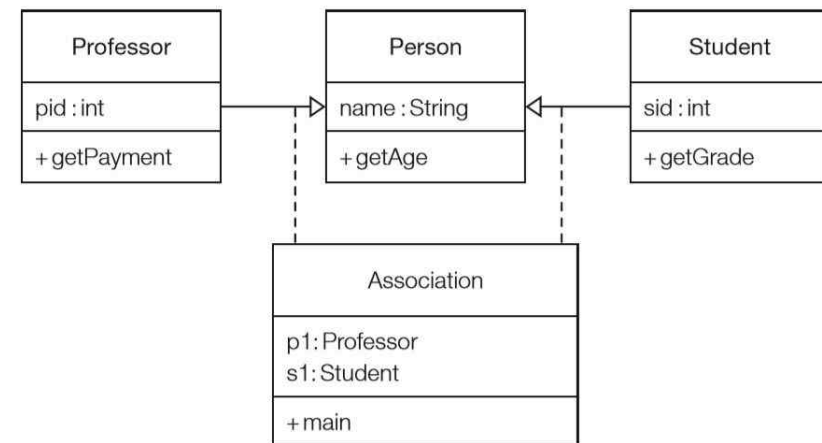 Professor
pid : int
+ getPayment
Person
name : String
+ getAge
Student
sid : int
+ getGrade
Association
p1: Professor
s1: Student
+ main